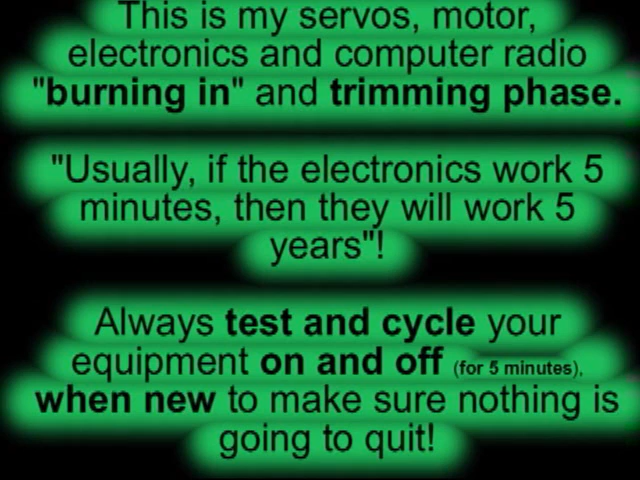 This is my servos, motor,
electronics and computer radio
"burning in" and trimming phase.
"Usually, if the electronics work 5
minutes, then they will work 5
years"!
Always test and cycle your
equipment on and off (for 5 minutes),
when new to make sure nothing is
going to quit!